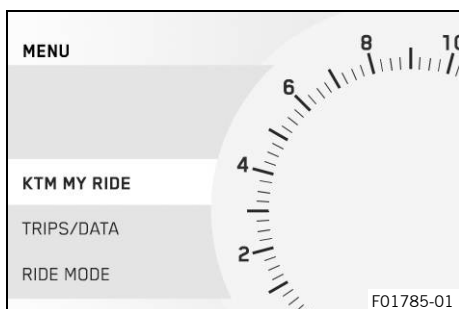 MENU
KTM MY RIDE
TRIPS/DATA
RIDE MODE
2
4
6
8
10
F01785-01